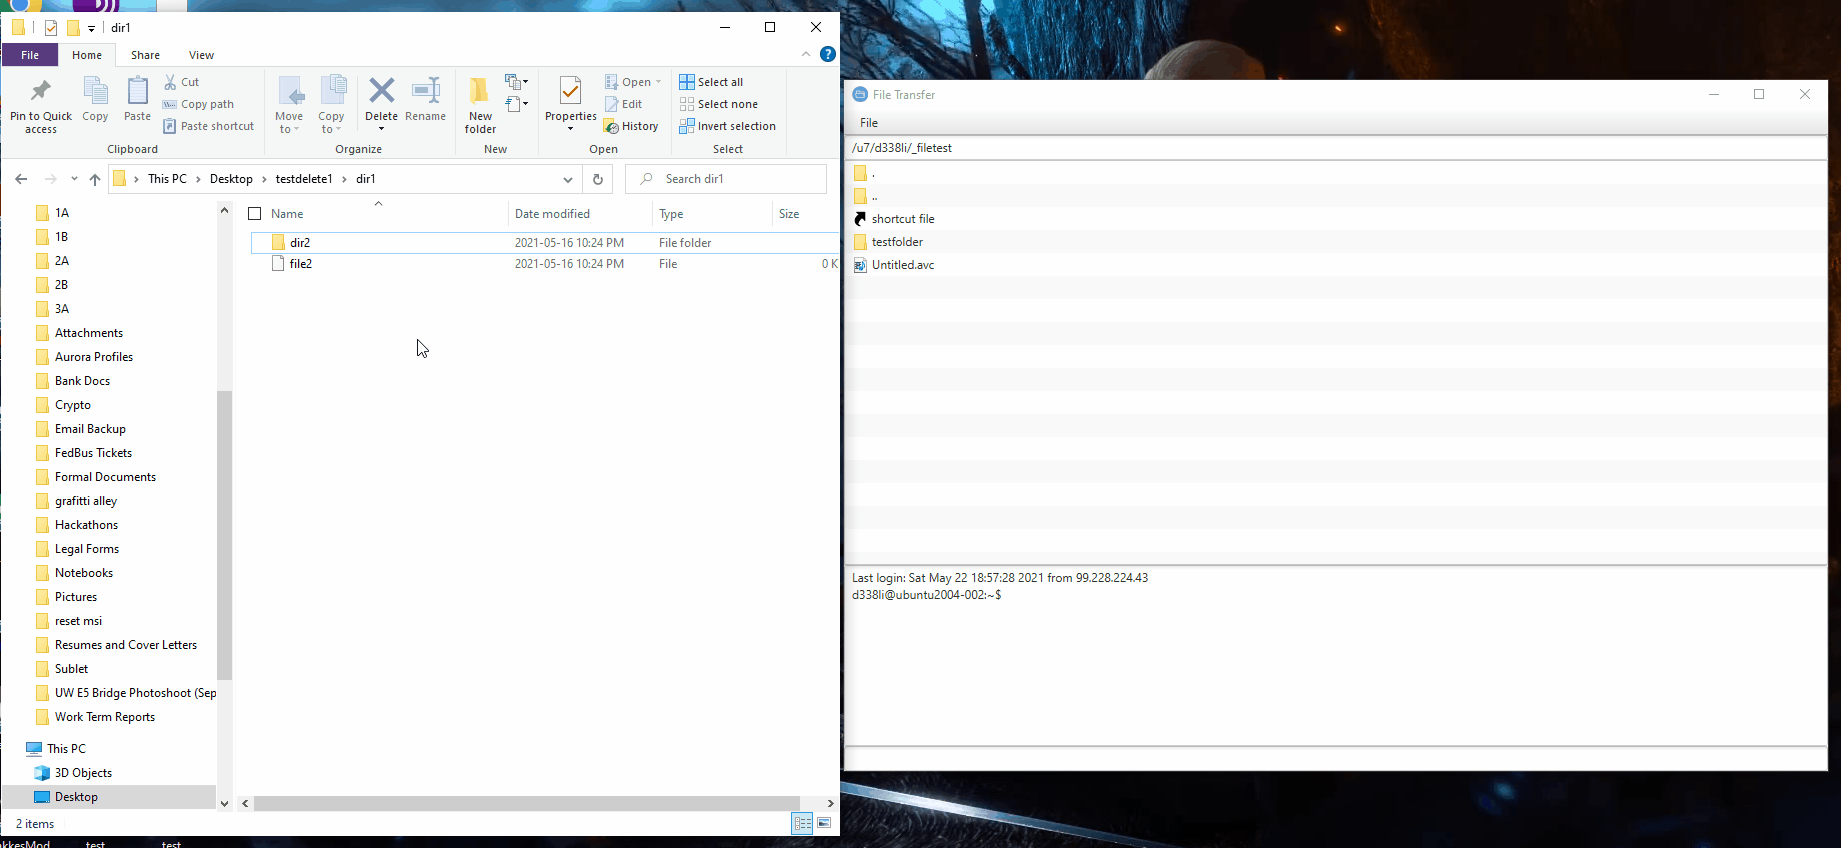 dir1
File Home Share View
Pin to Quick access
Copy
Paste
Cut
Copy path
Paste shortcut
Clipboard
Move to
Copy to
Delete
Rename
Organize
New folder
New
Properties
Open
Edit
History
Open
Select all
Select none
Invert selection
Select
This PC > Desktop > testdelete1 > dir1
Search dir1
1A
1B
2A
2B
3A
Attachments
Aurora Profiles
Bank Docs
Crypto
Email Backup
FedBus Tickets
Formal Documents
grafitti alley
Hackathons
Legal Forms
Notebooks
Pictures
reset msi
Resumes and Cover Letters
Sublet
UW E5 Bridge Photoshoot (Sep
Work Term Reports
This PC
3D Objects
Desktop
Name Date modified Type Size
dir2 2021-05-16 10:24 PM File folder
file2 2021-05-16 10:24 PM File 0 K
2 items
File Transfer
File
/u7/d338li/_filetest
.
..
shortcut file
testfolder
Untitled.avc
Last login: Sat May 22 18:57:28 2021 from 99.228.224.43
d338li@ubuntu2004-002:~$
akkesMod test test